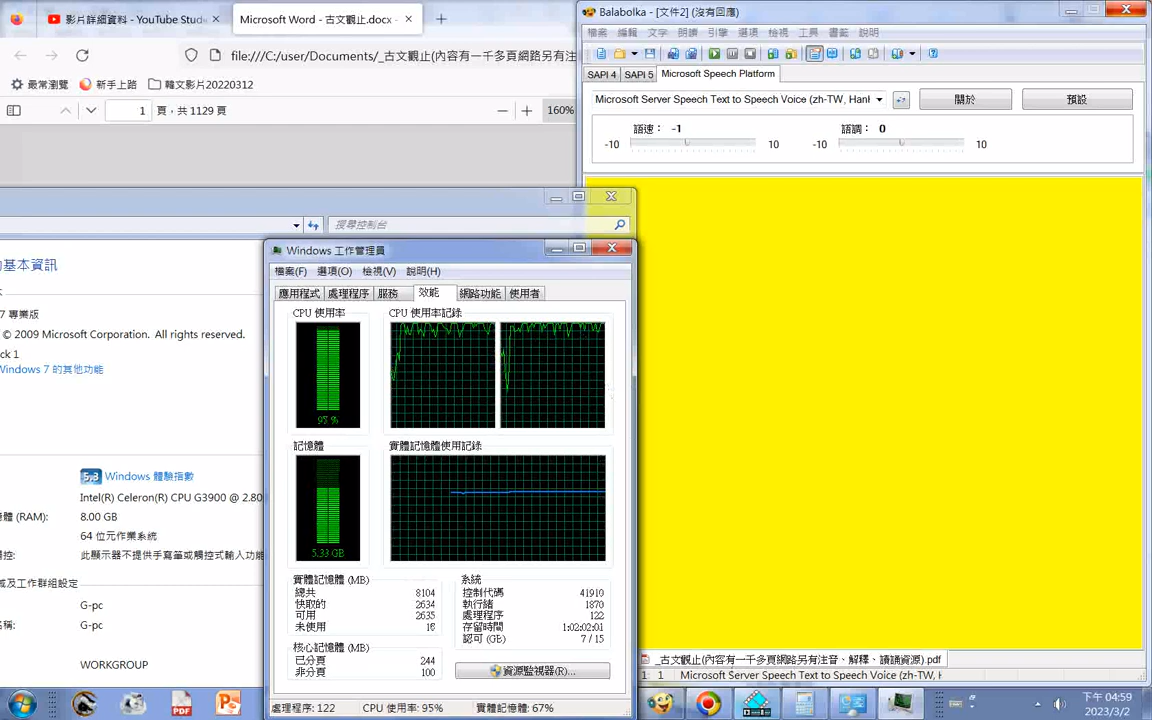 影片詳細資料 - YouTube Studi
Microsoft Word - 古文觀止.docx -
file:///C:/user/Documents/_古文觀止(內容有一千多頁網路另有注
最常瀏覽
新手上路
韓文影片20220312
1 頁，共 1129 頁
160%
Balabolka - [文件2] (沒有回應)
檔案 編輯 文字 朗讀 引擎 選項 檢視 工具 書籤 說明
SAPI 4 SAPI 5 Microsoft Speech Platform
Microsoft Server Speech Text to Speech Voice (zh-TW, Hanl
關於
預設
語速： -1
語調： 0
-10 10 -10 10
搜尋控制台
的基本資訊
7 專業版
© 2009 Microsoft Corporation. All rights reserved.
ck 1
Windows 7 的其他功能
5.3 Windows 體驗指數
Intel(R) Celeron(R) CPU G3900 @ 2.80
憶體 (RAM): 8.00 GB
64 位元作業系統
觸控: 此顯示器不提供手寫筆或觸控式輸入功能
域及工作群組設定
G-pc
名稱: G-pc
WORKGROUP
Windows 工作管理員
檔案(F) 選項(O) 檢視(V) 說明(H)
應用程式 處理程序 服務 效能 網路功能 使用者
CPU 使用率
CPU 使用率記錄
95 %
記憶體
實體記憶體使用記錄
5.33 GB
實體記憶體 (MB)
總共 8104
快取的 2634
可用 2635
未使用 16
核心記憶體 (MB)
已分頁 244
非分頁 100
系統
控制代碼 41910
執行緒 1870
處理程序 122
存留時間 1:02:02:01
認可 (GB) 7 / 15
資源監視器(R)...
處理程序: 122 CPU 使用率: 95% 實體記憶體: 67%
_古文觀止(內容有一千多頁網路另有注音、解釋、讀誦資源).pdf
1: 1 Microsoft Server Speech Text to Speech Voice (zh-TW, H
PDF
下午 04:59
2023/3/2